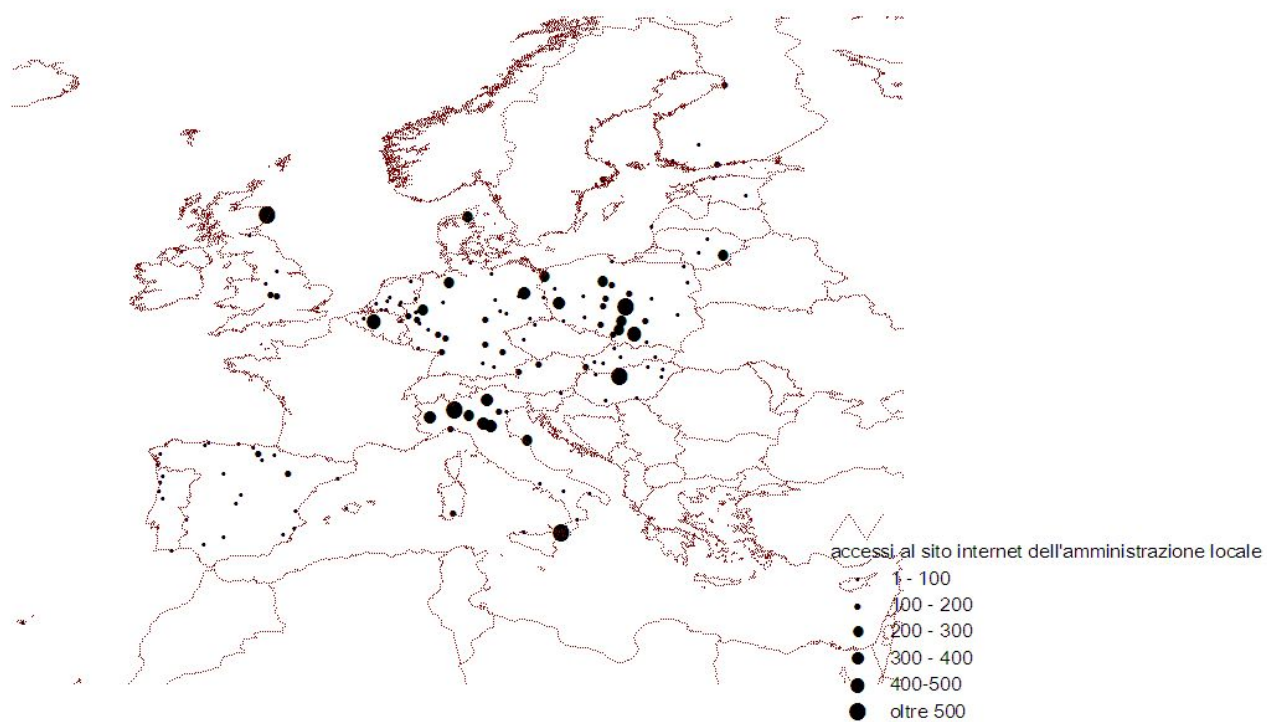 accessi al sito internet dell'amministrazione locale
1 - 100
100 - 200
200 - 300
300 - 400
400-500
oltre 500